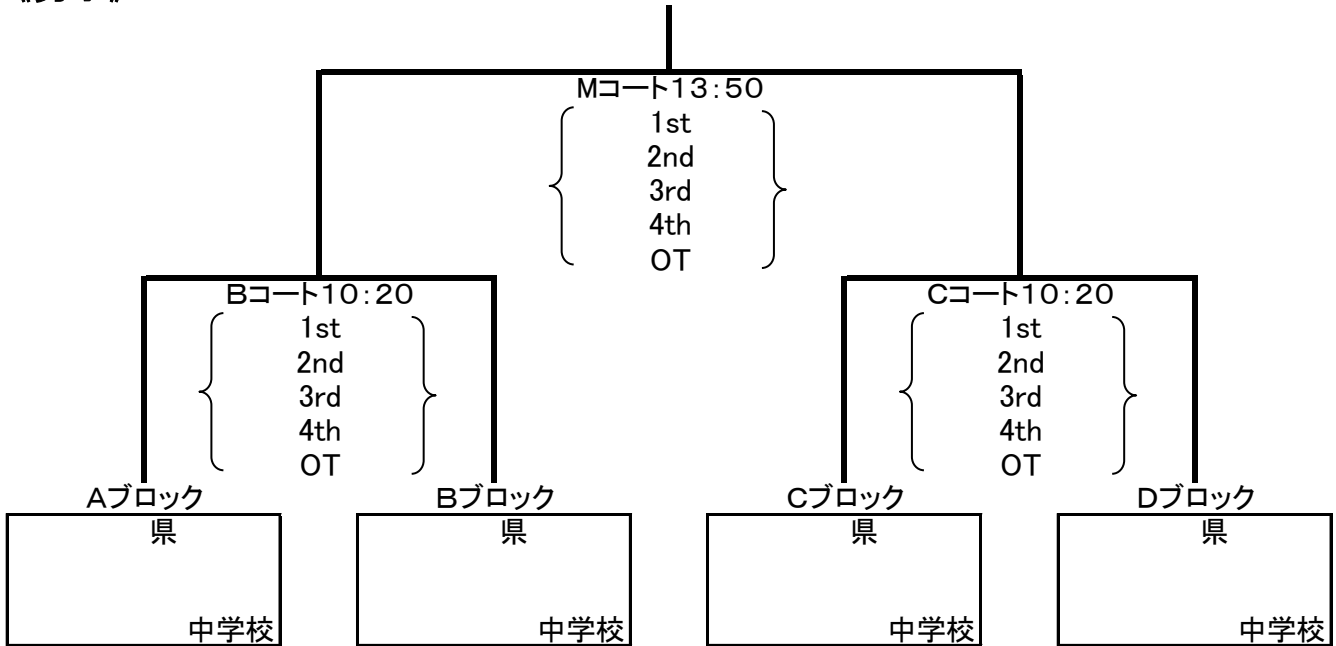 Mコート13:50
1st
2nd
3rd
4th
OT
Bコート10:20
1st
2nd
3rd
4th
OT
Cコート10:20
1st
2nd
3rd
4th
OT
Aブロック
Bブロック
Cブロック
Dブロック
県
県
県
県
中学校
中学校
中学校
中学校